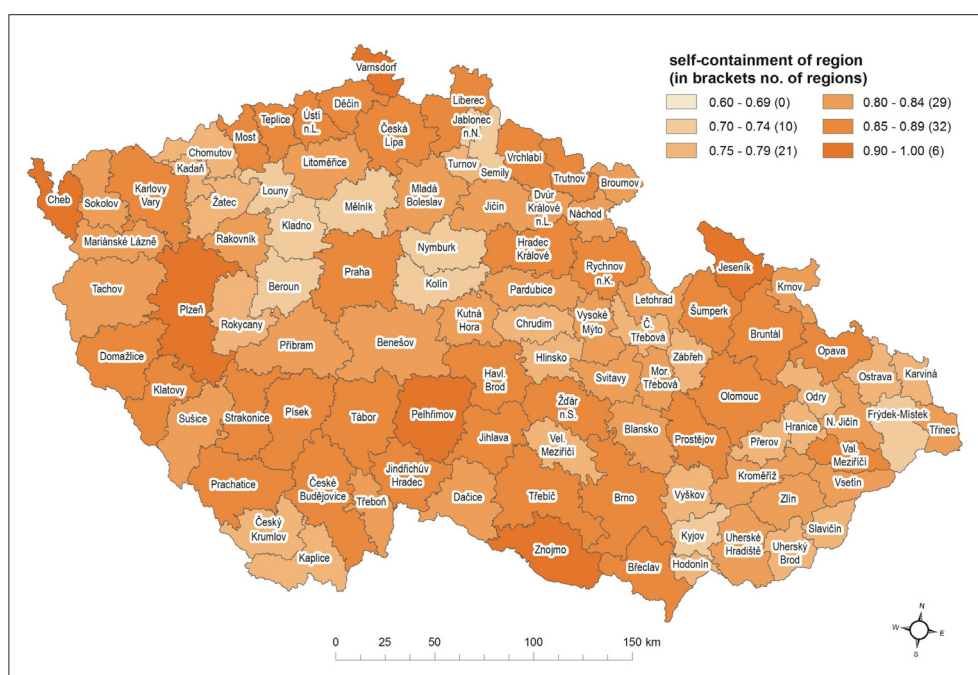 self-containment of region
(in brackets no. of regions)
0.60 - 0.69 (0)
0.70 - 0.74 (10)
0.75 - 0.79 (21)
0.80 - 0.84 (29)
0.85 - 0.89 (32)
0.90 - 1.00 (6)
Varnsdorf
Děčín
Liberec
Teplice
Ústí
n.L.
Jablonec
n.N.
Most
Česká
Lípa
Chomutov
Litoměřice
Turnov
Vrchlabí
Kadaň
Semily
Trutnov
Broumov
Cheb
Sokolov
Karlovy
Vary
Louny
Žatec
Mělník
Mladá
Boleslav
Jičín
Dvůr
Králové
n.L.
Náchod
Kladno
Mariánské Lázně
Rakovník
Nymburk
Hradec
Králové
Praha
Rychnov
n.K.
Jeseník
Tachov
Beroun
Kolín
Pardubice
Krnov
Plzeň
Letohrad
Šumperk
Rokycany
Kutná
Hora
Chrudim
Vysoké
Mýto
Č.
Třebová
Bruntál
Příbram
Benešov
Opava
Domažlice
Hlinsko
Zábřeh
Ostrava
Karviná
Havl.
Brod
Svitavy
Mor.
Třebová
Klatovy
Olomouc
Odry
Žďár
n.S.
Frýdek-Místek
Sušice
Strakonice
Písek
Tábor
Pelhřimov
Blansko
Hranice
N. Jičín
Třinec
Jihlava
Vel.
Meziříčí
Prostějov
Přerov
Val.
Meziříčí
Prachatice
České
Budějovice
Jindřichův
Hradec
Kroměříž
Vsetín
Třeboň
Dačice
Třebíč
Brno
Vyškov
Zlín
Český
Krumlov
Slavičín
Kyjov
Uherské
Hradiště
Kaplice
Znojmo
Uherský
Brod
Břeclav
Hodonín
N
W
E
S
0
25
50
100
150 km